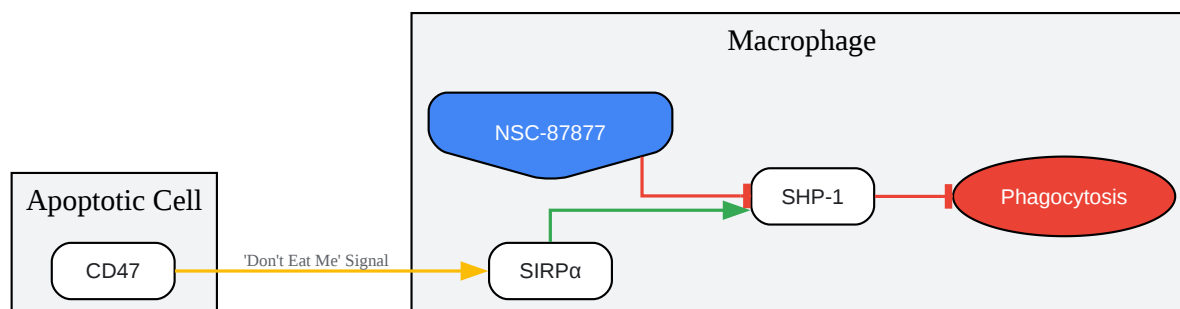 Macrophage
NSC-87877
Apoptotic Cell
SHP-1
Phagocytosis
CD47
'Don't Eat Me' Signal
SIRPα